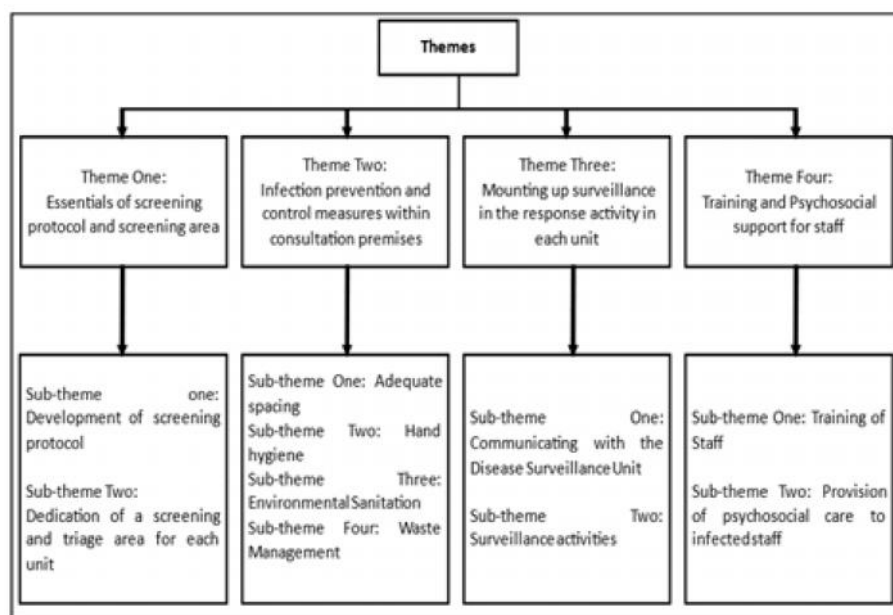 Themes
Theme One:
Essentials of screening
protocol and screening area
Theme Two:
Infection prevention and
control measures within
consultation premises
Theme Three:
Mounting up surveillance
in the response activity in
each unit
Theme Four:
Training and Psychosocial
support for staff
Sub-theme one:
Development of screening
protocol
Sub-theme Two:
Dedication of a screening
and triage area for each
unit
Sub-theme One: Adequate
spacing
Sub-theme Two: Hand
hygiene
Sub-theme Three:
Environmental Sanitation
Sub-theme Four: Waste
Management
Sub-theme One:
Communicating with the
Disease Surveillance Unit
Sub-theme Two:
Surveillance activities
Sub-theme One: Training of
Staff
Sub-theme Two: Provision
of psychosocial care to
infected staff